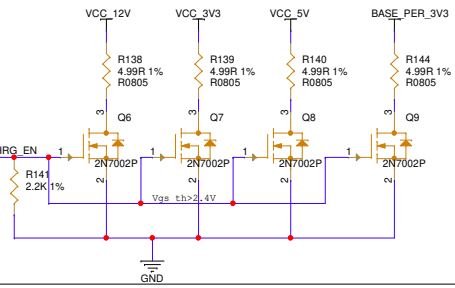 VCC_12V VCC_3V3 VCC_5V BASE_PER_3V3
R138 R139 R140 R144
4.99R 1% 4.99R 1% 4.99R 1% 4.99R 1%
R0805 R0805 R0805 R0805
3 Q6 3 Q7 3 Q8 3 Q9
HRG_EN 1 1 1 1
2N7002P 2N7002P 2N7002P 2N7002P
R141
2.2K 1%
2 2 2 2
Vgs th>2.4V
GND